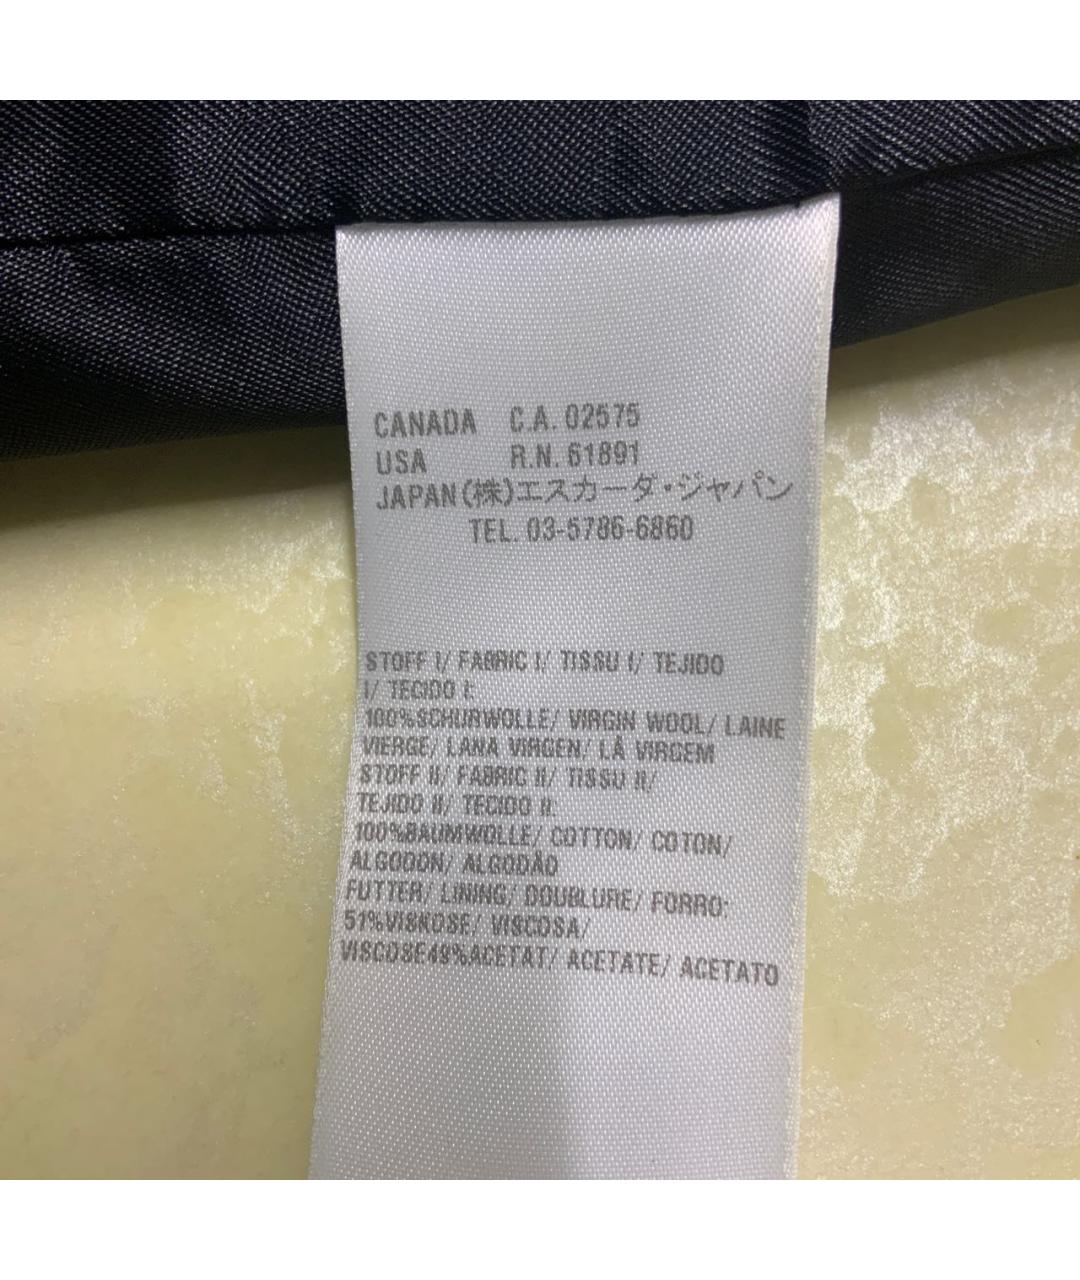 CANADA C.A. 02575
USA R.N. 61891
JAPAN(株)エスカーダ・ジャパン
TEL. 03-5786-6860
STOFF I/ FABRIC I/ TISSU I/ TEJIDO
I/ TECIDO I:
100%SCHURWOLLE/ VIRGIN WOOL/ LAINE
VIERGE/ LANA VIRGEN/ LÃ VIRGEM
STOFF II/ FABRIC II/ TISSU II/
TEJIDO II/ TECIDO II:
100%BAUMWOLLE/ COTTON/ COTON/
ALGODON/ ALGODÃO
FUTTER/ LINING/ DOUBLURE/ FORRO:
51%VISKOSE/ VISCOSA/
VISCOSE49%ACETAT/ ACETATE/ ACETATO